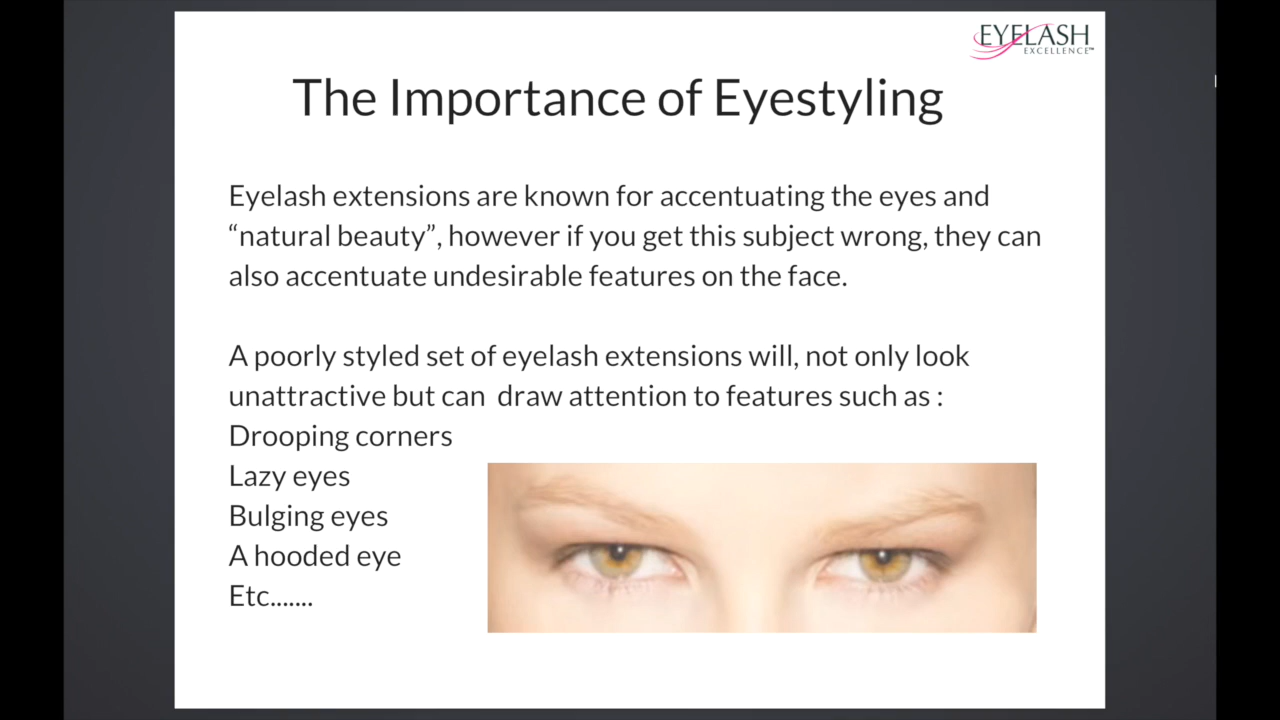 EYELASH
EXCELLENCE™
The Importance of Eyestyling
Eyelash extensions are known for accentuating the eyes and
“natural beauty”, however if you get this subject wrong, they can
also accentuate undesirable features on the face.
A poorly styled set of eyelash extensions will, not only look
unattractive but can  draw attention to features such as :
Drooping corners
Lazy eyes
Bulging eyes
A hooded eye
Etc.......